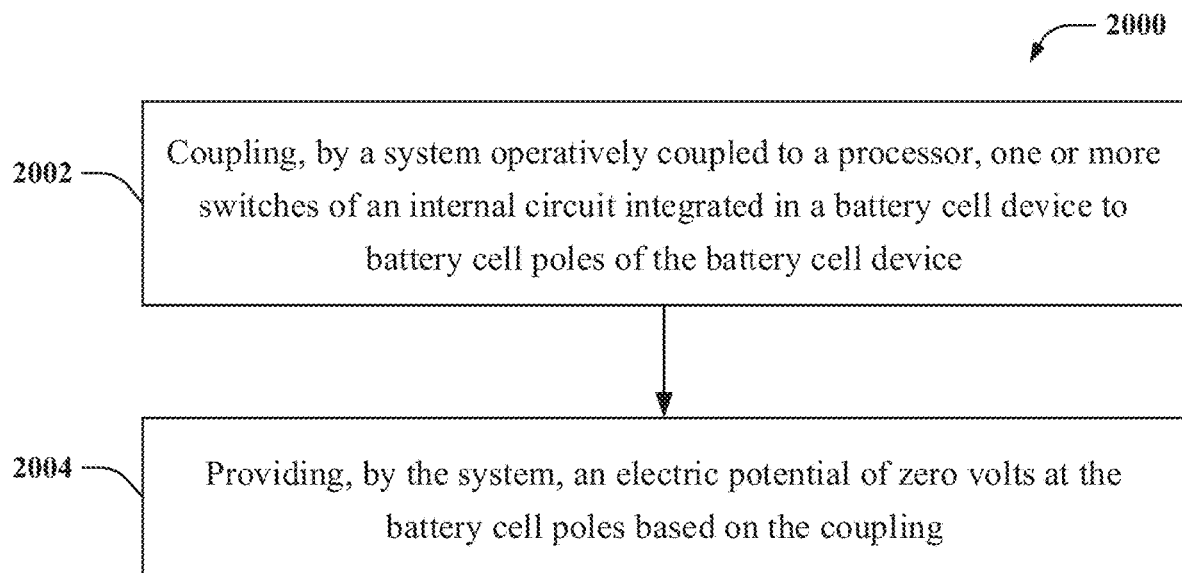 2000
2002
Coupling, by a system operatively coupled to a processor, one or more
switches of an internal circuit integrated in a battery cell device to
battery cell poles of the battery cell device
2004
Providing, by the system, an electric potential of zero volts at the
battery cell poles based on the coupling